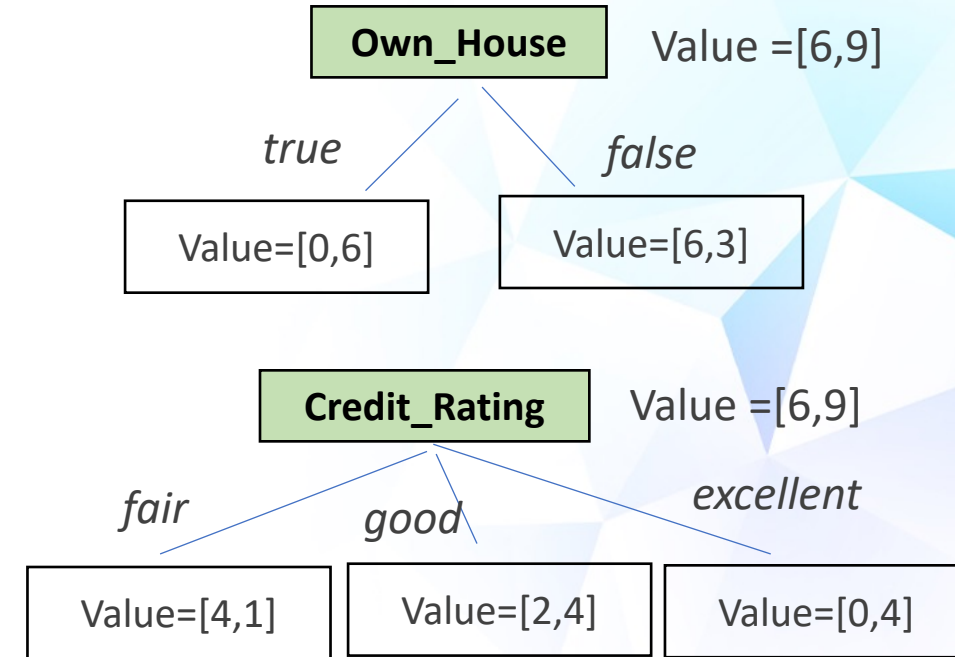 Own_House Value =[6,9]
true false
Value=[0,6] Value=[6,3]
Credit_Rating Value =[6,9]
fair good excellent
Value=[4,1] Value=[2,4] Value=[0,4]